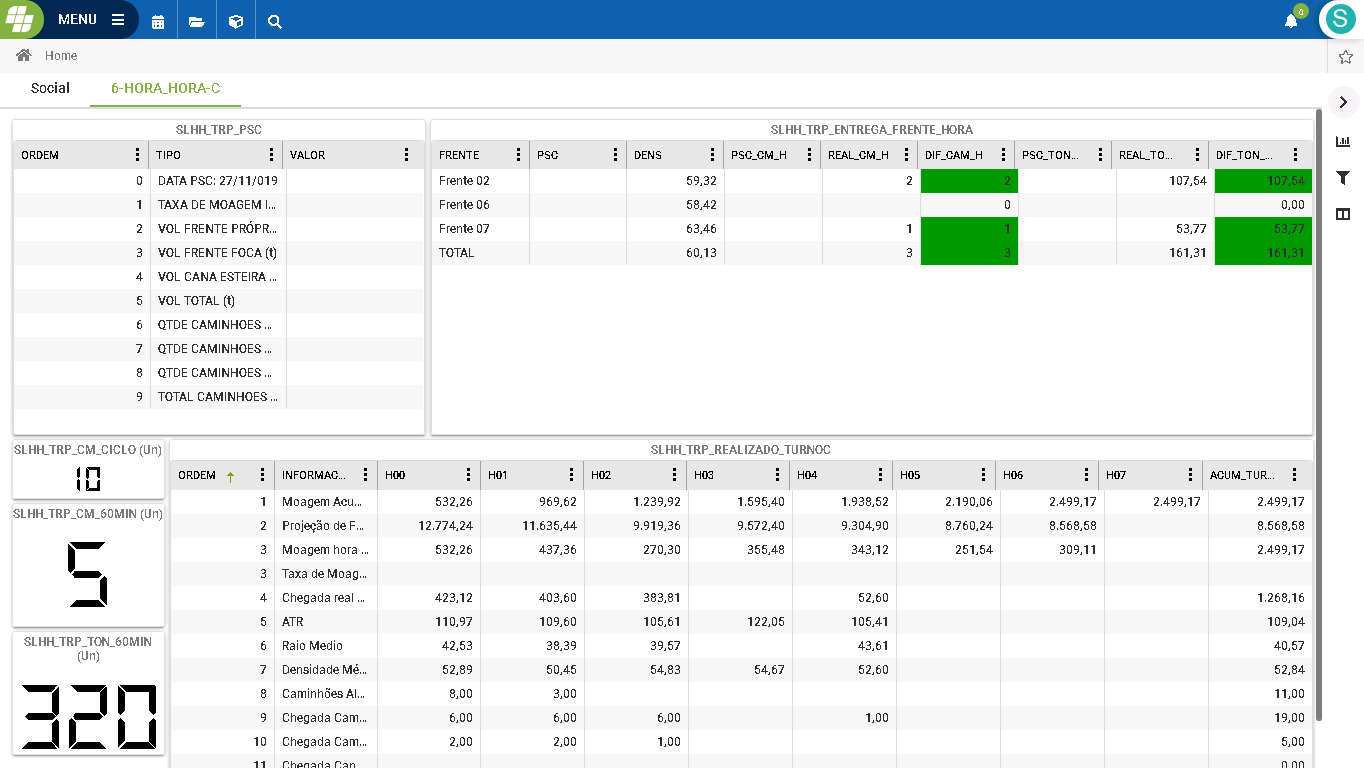 MENU
0
S
Home
Social 6-HORA_HORA-C
SLHH_TRP_PSC
ORDEM TIPO VALOR
0 DATA PSC: 27/11/019
1 TAXA DE MOAGEM I...
2 VOL FRENTE PRÓPR...
3 VOL FRENTE FOCA (t)
4 VOL CANA ESTEIRA ...
5 VOL TOTAL (t)
6 QTDE CAMINHOES ...
7 QTDE CAMINHOES ...
8 QTDE CAMINHOES ...
9 TOTAL CAMINHOES ...
SLHH_TRP_ENTREGA_FRENTE_HORA
FRENTE PSC DENS PSC_CM_H REAL_CM_H DIF_CAM_H PSC_TON... REAL_TO... DIF_TON_...
Frente 02 59,32 2 2 107,54 107,54
Frente 06 58,42 0 0,00
Frente 07 63,46 1 1 53,77 53,77
TOTAL 60,13 3 3 161,31 161,31
SLHH_TRP_CM_CICLO (Un)
10
SLHH_TRP_CM_60MIN (Un)
5
SLHH_TRP_TON_60MIN
(Un)
320
SLHH_TRP_REALIZADO_TURNOC
ORDEM INFORMAC... H00 H01 H02 H03 H04 H05 H06 H07 ACUM_TUR...
1 Moagem Acu... 532,26 969,62 1.239,92 1.595,40 1.938,52 2.190,06 2.499,17 2.499,17 2.499,17
2 Projeção de F... 12.774,24 11.635,44 9.919,36 9.572,40 9.304,90 8.760,24 8.568,58 8.568,58
3 Moagem hora ... 532,26 437,36 270,30 355,48 343,12 251,54 309,11 2.499,17
3 Taxa de Moag...
4 Chegada real ... 423,12 403,60 383,81 52,60 1.268,16
5 ATR 110,97 109,60 105,61 122,05 105,41 109,04
6 Raio Medio 42,53 38,39 39,57 43,61 40,57
7 Densidade Mé... 52,89 50,45 54,83 54,67 52,60 52,84
8 Caminhões Al... 8,00 3,00 11,00
9 Chegada Cam... 6,00 6,00 6,00 1,00 19,00
10 Chegada Cam... 2,00 2,00 1,00 5,00
11 Chegada Can... 0,00